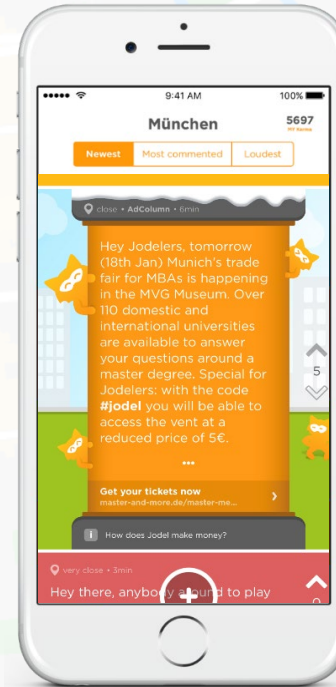 9:41 AM
100%
München
5697
MY Karma
Newest
Most commented
Loudest
close • AdColumn • 6min
Hey Jodelers, tomorrow
(18th Jan) Munich's trade
fair for MBAs is happening
in the MVG Museum. Over
110 domestic and
international universities
are available to answer
your questions around a
master degree. Special for
Jodelers: with the code
#jodel you will be able to
access the vent at a
reduced price of 5€.
5
...
Get your tickets now
master-and-more.de/master-me...
i How does Jodel make money?
very close • 3min
Hey there, anybody around to play